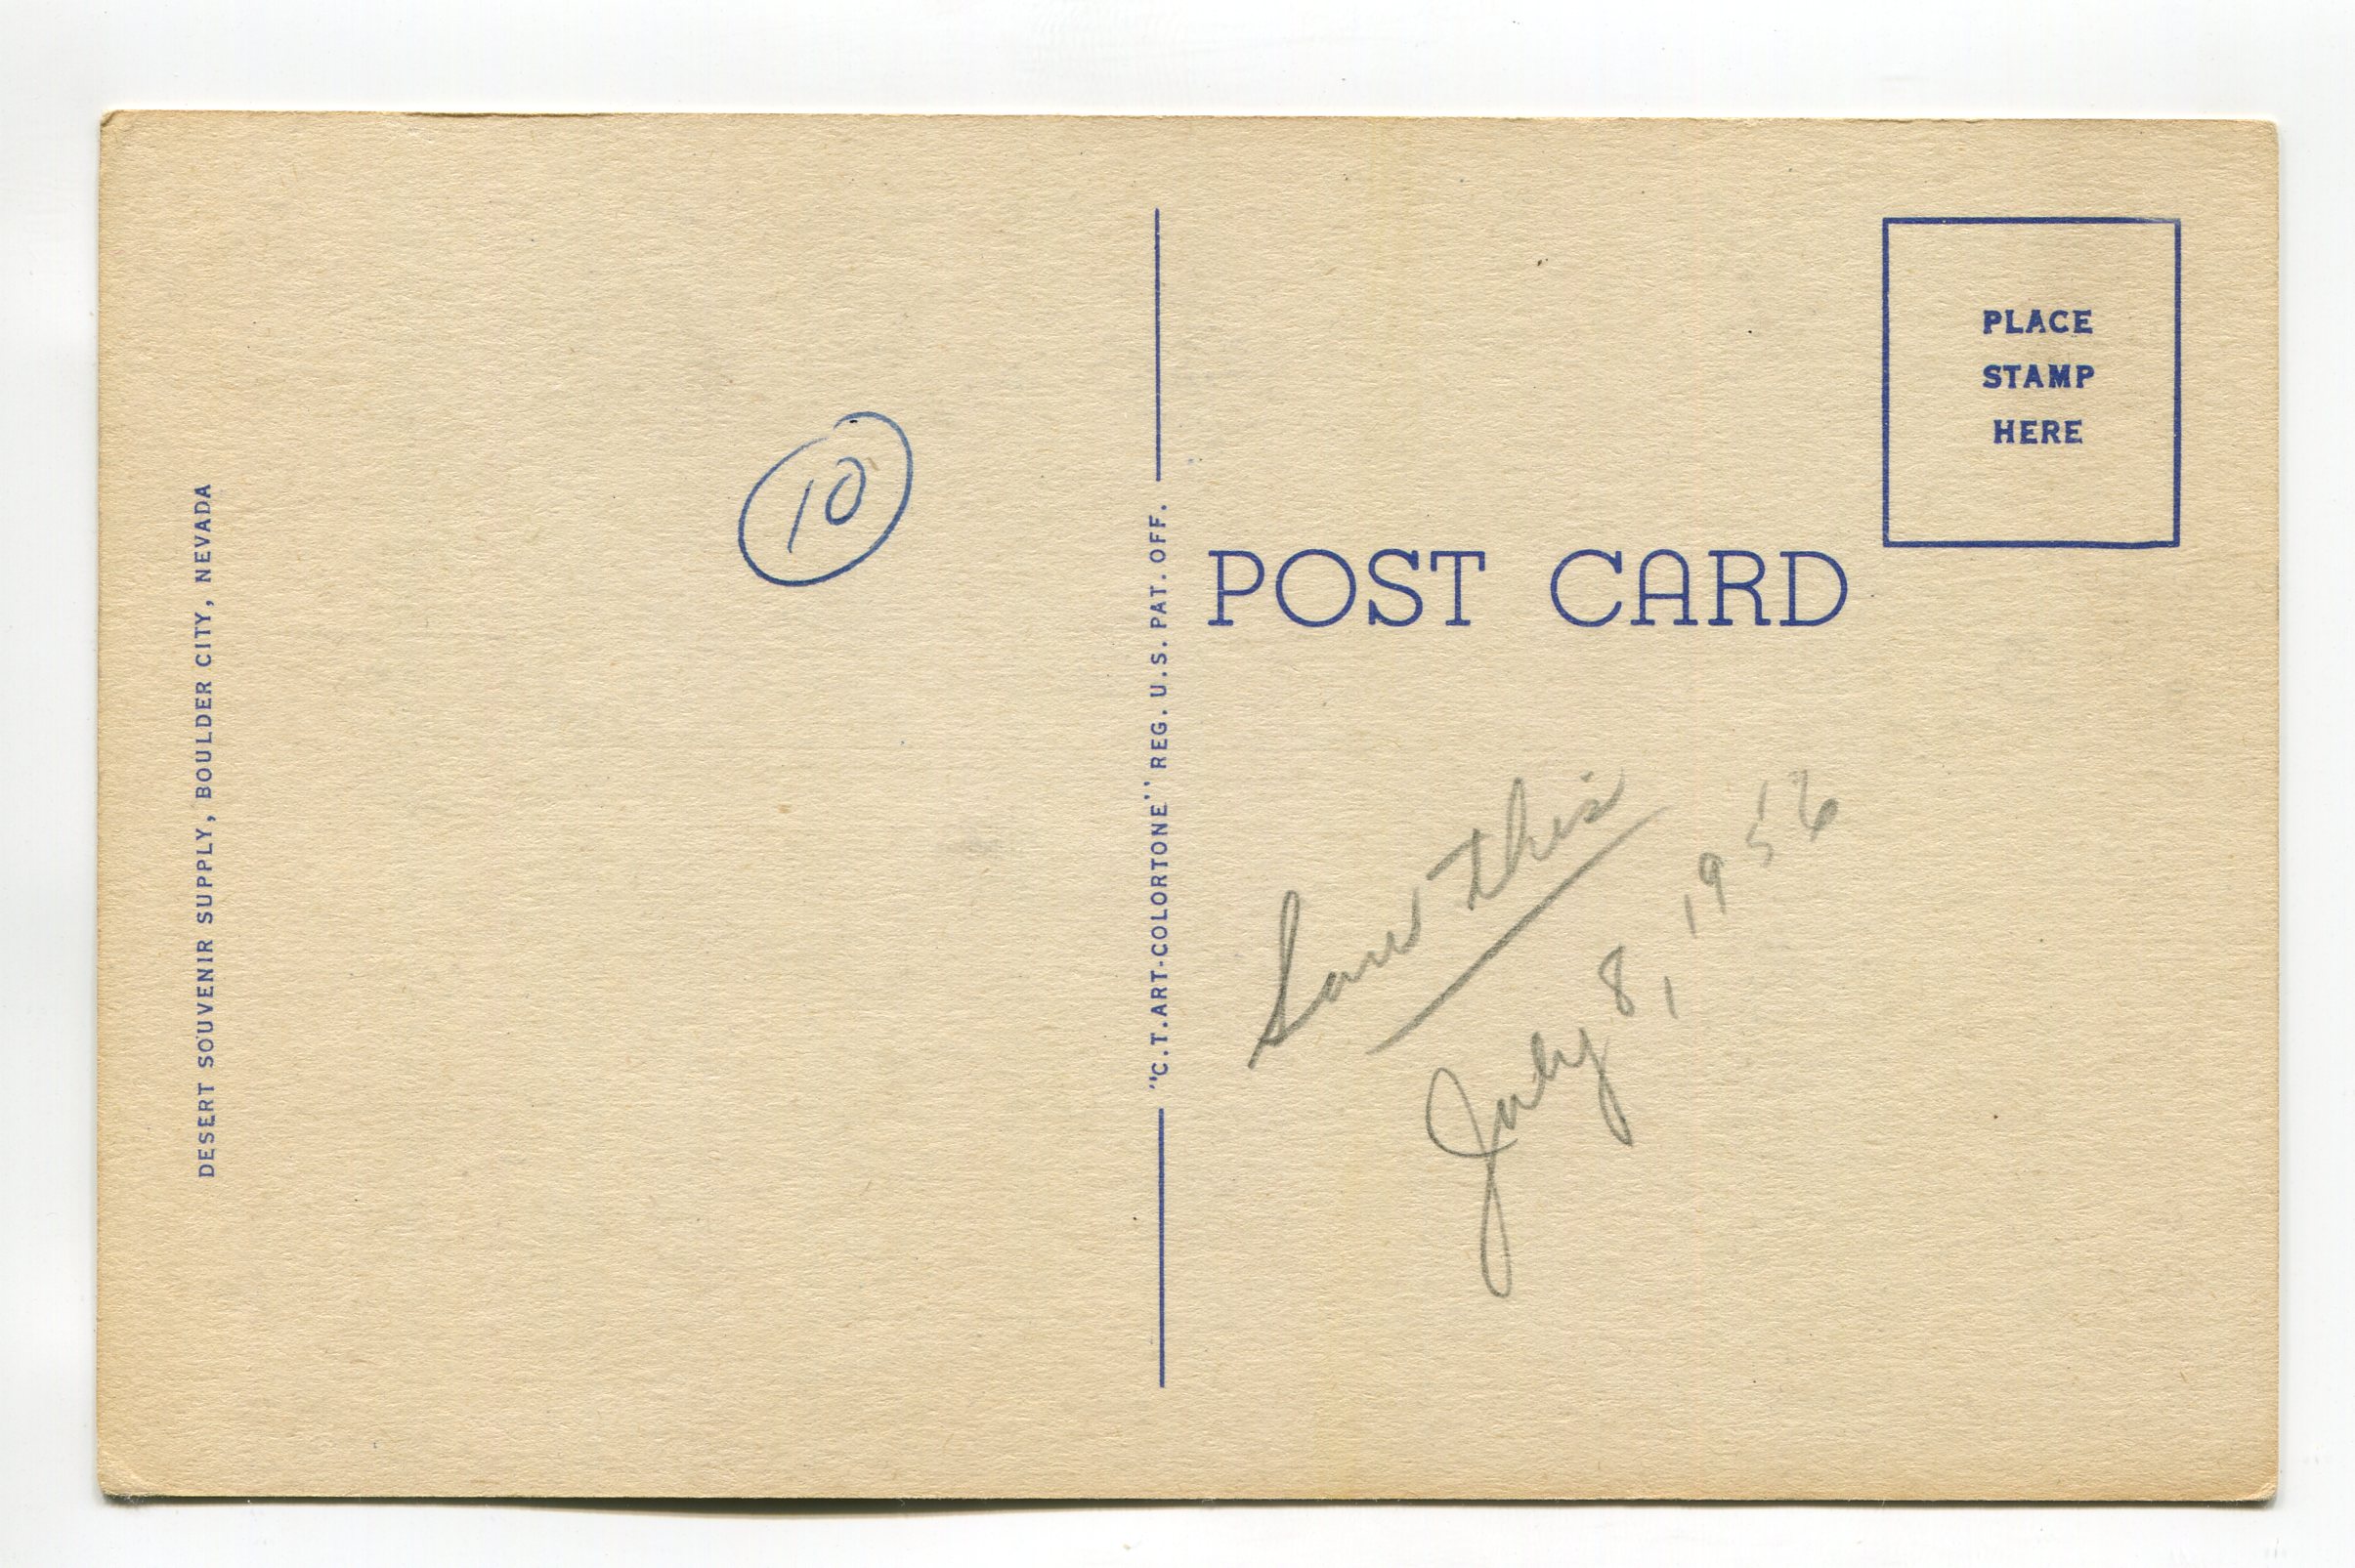 DESERT SOUVENIR SUPPLY, BOULDER CITY, NEVADA
10
"C.T.ART-COLORTONE" REG. U.S. PAT. OFF.
PLACE
STAMP
HERE
POST CARD
Saw this
July 8, 1956